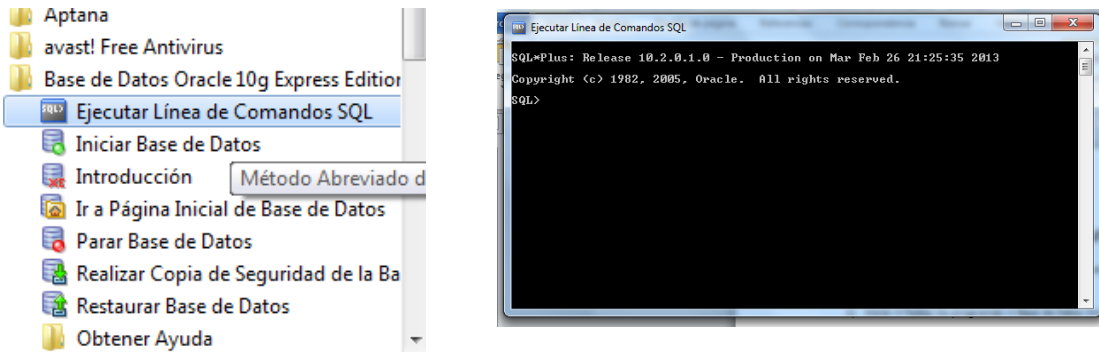 Aptana
avast! Free Antivirus
Base de Datos Oracle 10g Express Edition
Ejecutar Línea de Comandos SQL
Iniciar Base de Datos
Introducción
Método Abreviado d
Ir a Página Inicial de Base de Datos
Parar Base de Datos
Realizar Copia de Seguridad de la Ba
Restaurar Base de Datos
Obtener Ayuda
Ejecutar Línea de Comandos SQL
SQL*Plus: Release 10.2.0.1.0 - Production on Mar Feb 26 21:25:35 2013
Copyright (c) 1982, 2005, Oracle. All rights reserved.
SQL>